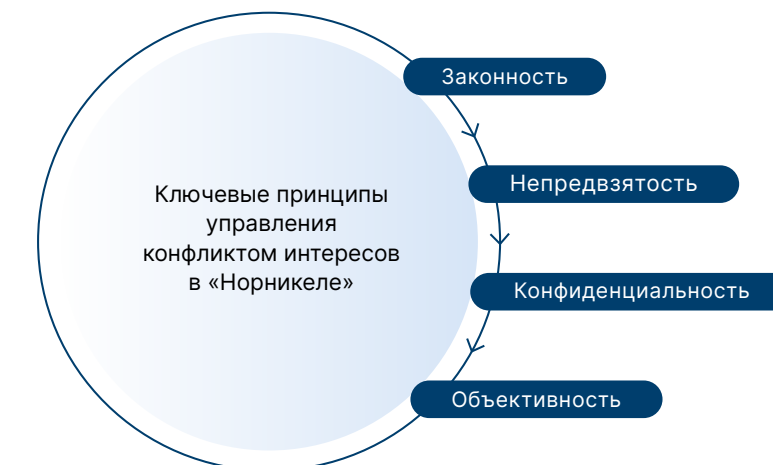 Законность
Непредвзятость
Ключевые принципы
управления
конфликтом интересов
в «Норникеле»
Конфиденциальность
Объективность